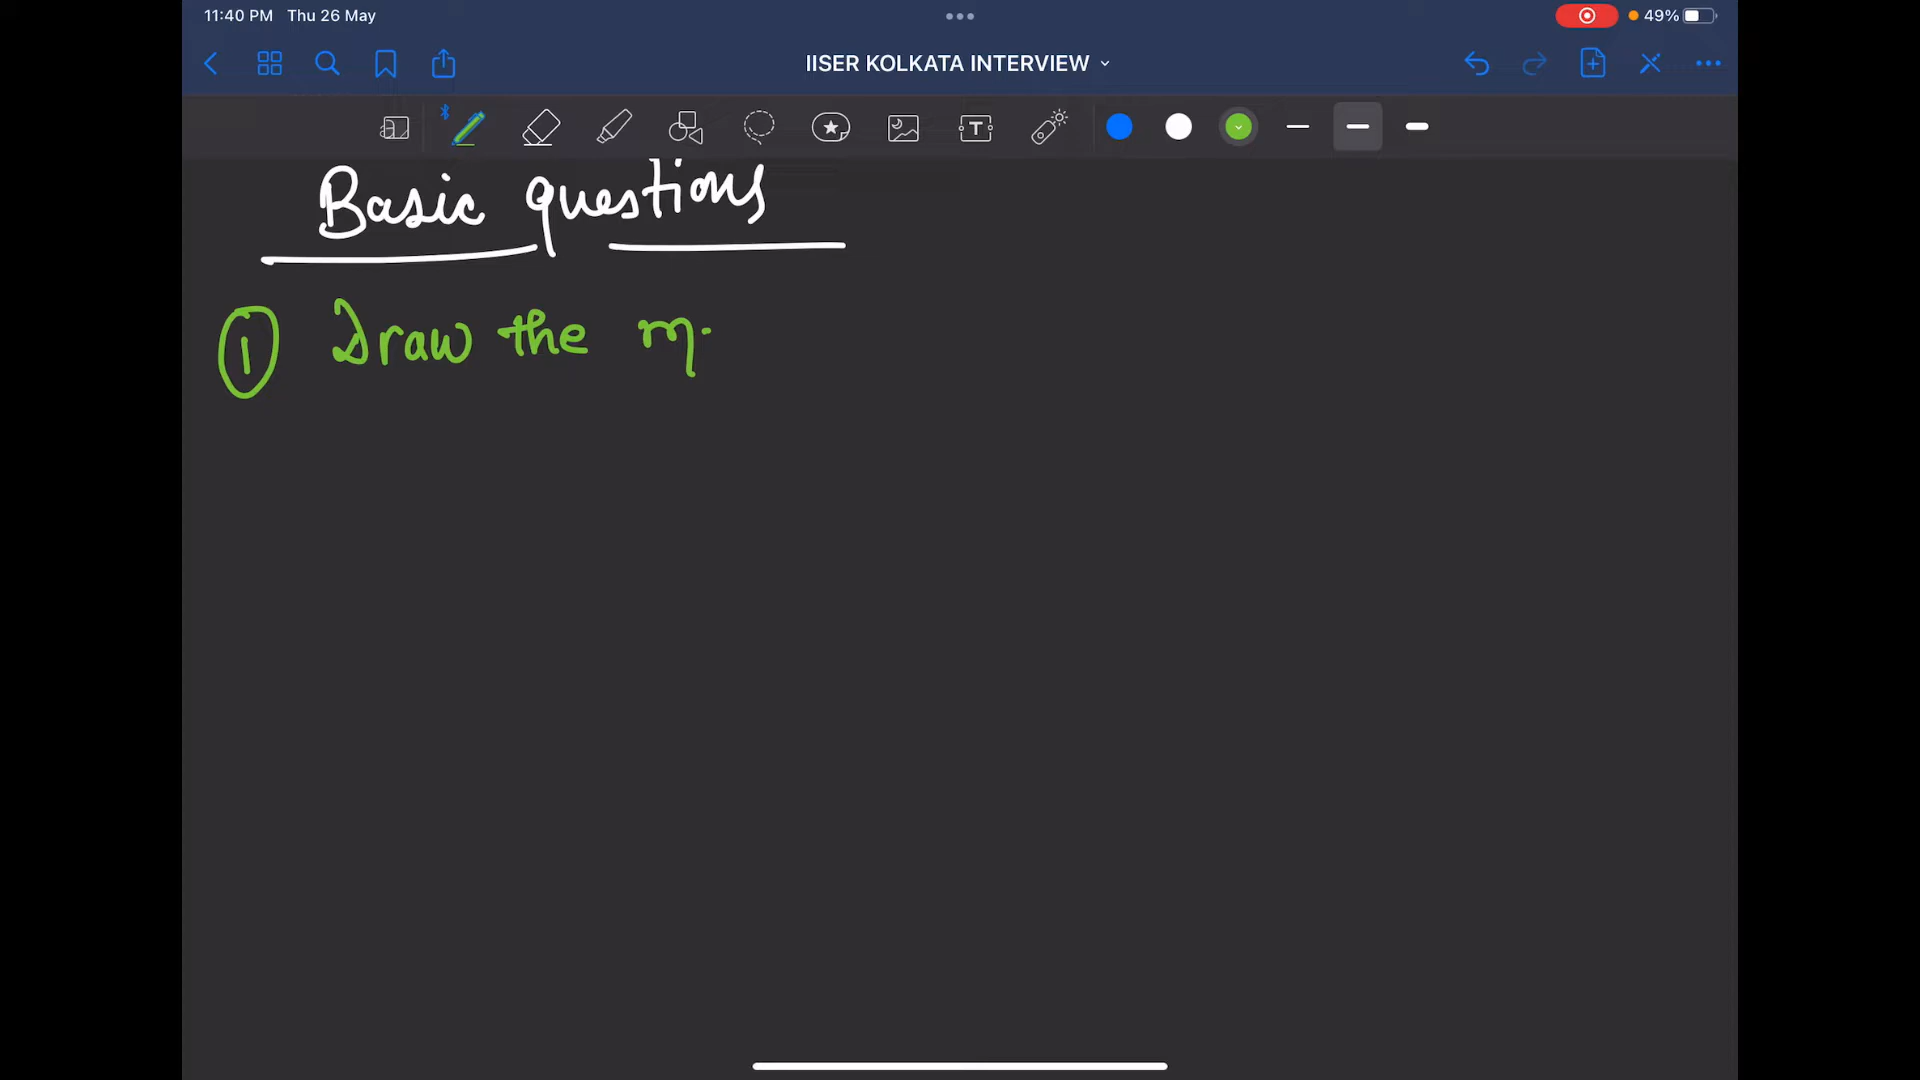 11:40 PM Thu 26 May
49%
IISER KOLKATA INTERVIEW
Basic questions
1 Draw the